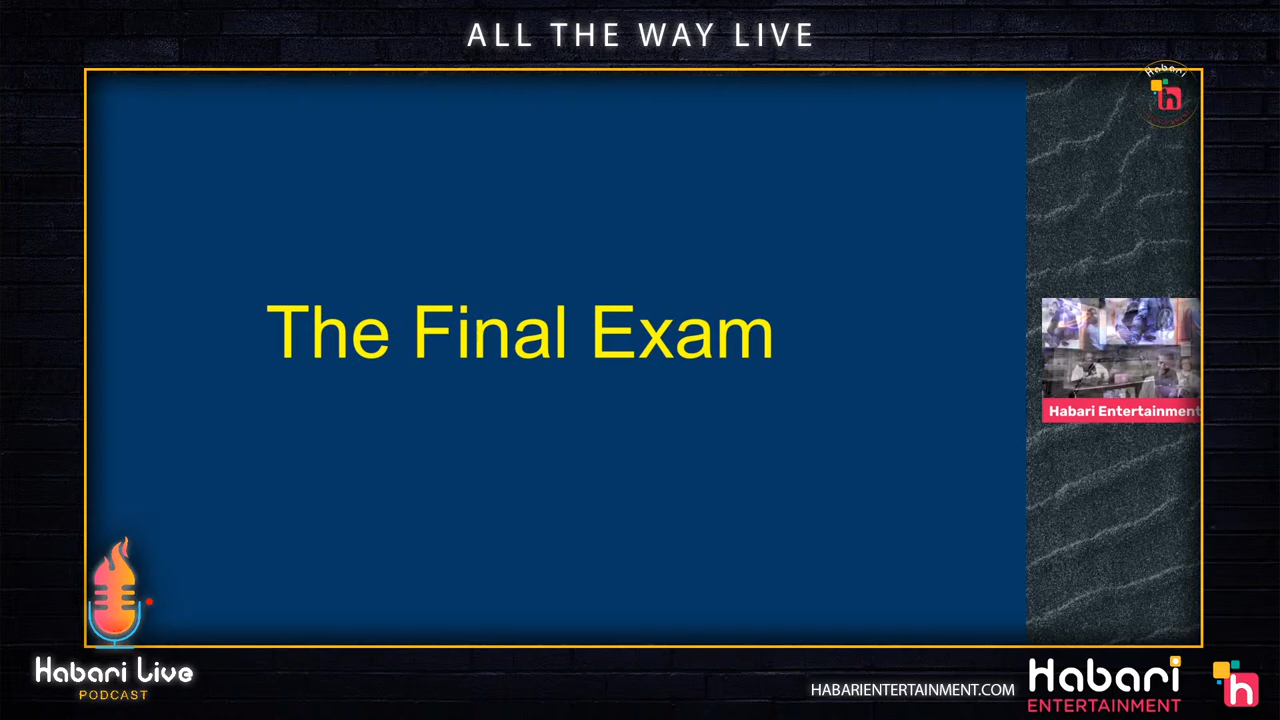 ALL THE WAY LIVE
Habari
h
The Final Exam
Habari Entertainment
Habari Live
PODCAST
HABARIENTERTAINMENT.COM
Habari
ENTERTAINMENT
h